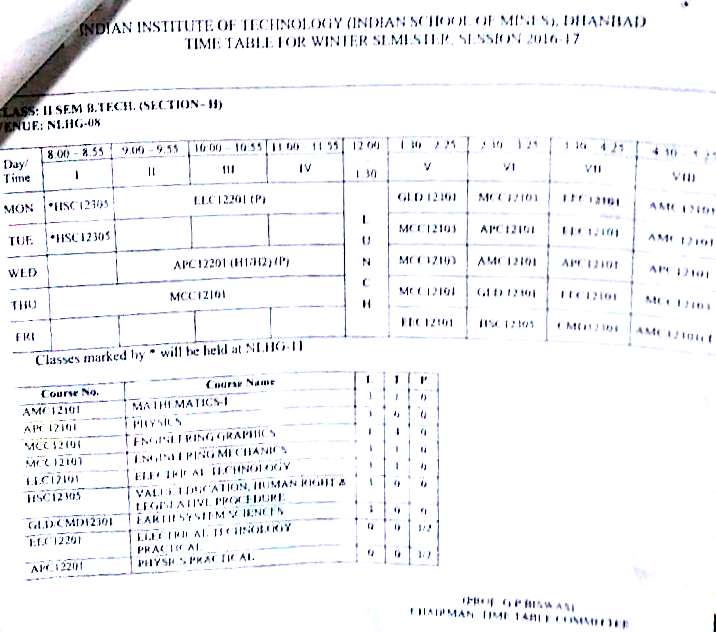 INDIAN INSTITUTE OF TECHNOLOGY (INDIAN SCHOOL OF MINES), DHANBAD
TIME TABLE FOR WINTER SEMESTER, SESSION 2016-17
CLASS: II SEM B.TECH. (SECTION- H)
VENUE: NLHG-08
Day/ Time 8.00 - 8.55 9.00 - 9.55 10.00 - 10.55 11.00 - 11.55 12.00 1.30 1.30 - 2.25 2.30 - 3.25 3.30 - 4.25 4.30 - 5.25
I II III IV V VI VII VIII
MON *HSC12305 EEC12201 (P) GLD12301 MCC12103 EEC12101 AMC12101
TUE *HSC12305 MCC12103 APC12101 EEC12101 AMC12101
WED APC12201 (H1/H2) (P) MCC12103 AMC12101 APC12101 APC12101
THU MCC12101 MCC12101 GLD12301 EEC12101 MCC12103
FRI EEC12101 HSC12305 CMD12301
LUNCH
Classes marked by * will be held at NLHG-11
Course No. Course Name L T P
AMC12101 MATHEMATICS-I 3 1 0
APC12101 PHYSICS 3 0 0
MCC12101 ENGINEERING GRAPHICS 1 4 0
MCC12103 ENGINEERING MECHANICS 3 1 0
EEC12101 ELECTRICAL TECHNOLOGY 3 1 0
HSC12305 VALUE EDUCATION, HUMAN RIGHT & 3 0 0
LEGISLATIVE PROCEDURE
GLD/CMD12301 EARTH SYSTEM SCIENCES 3 0 0
EEC12201 ELECTRICAL TECHNOLOGY 0 0 3/2
PRACTICAL
APC12201 PHYSICS PRACTICAL 0 0 3/2
(PROF. G.P. BISWAS)
CHAIRMAN, TIME TABLE COMMITTEE